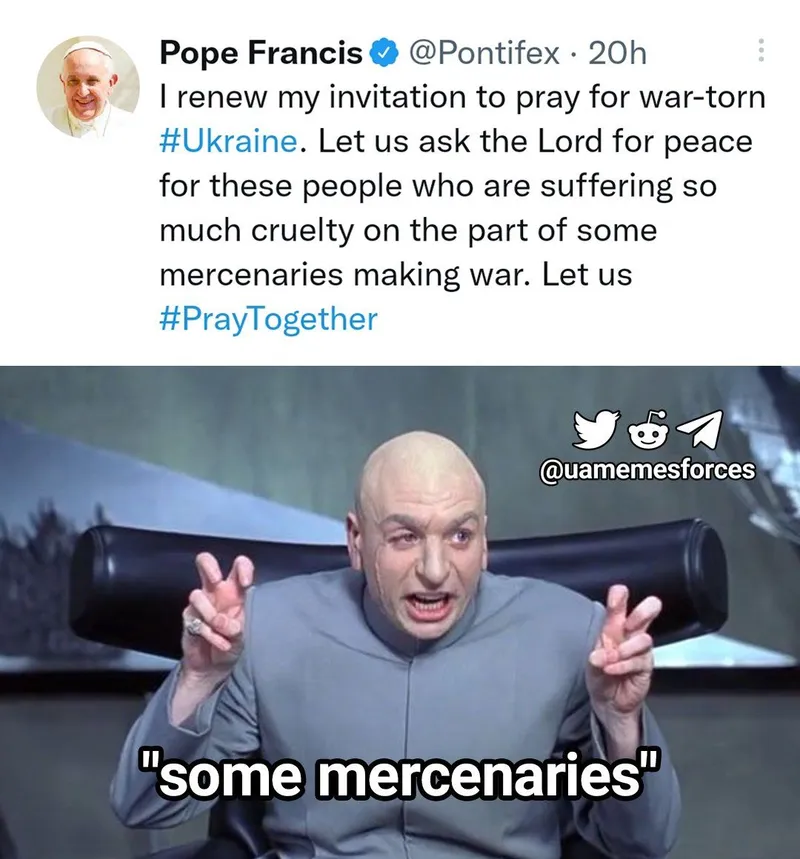 Pope Francis @Pontifex · 20h
I renew my invitation to pray for war-torn
#Ukraine. Let us ask the Lord for peace
for these people who are suffering so
much cruelty on the part of some
mercenaries making war. Let us
#PrayTogether
@uamemesforces
"some mercenaries"